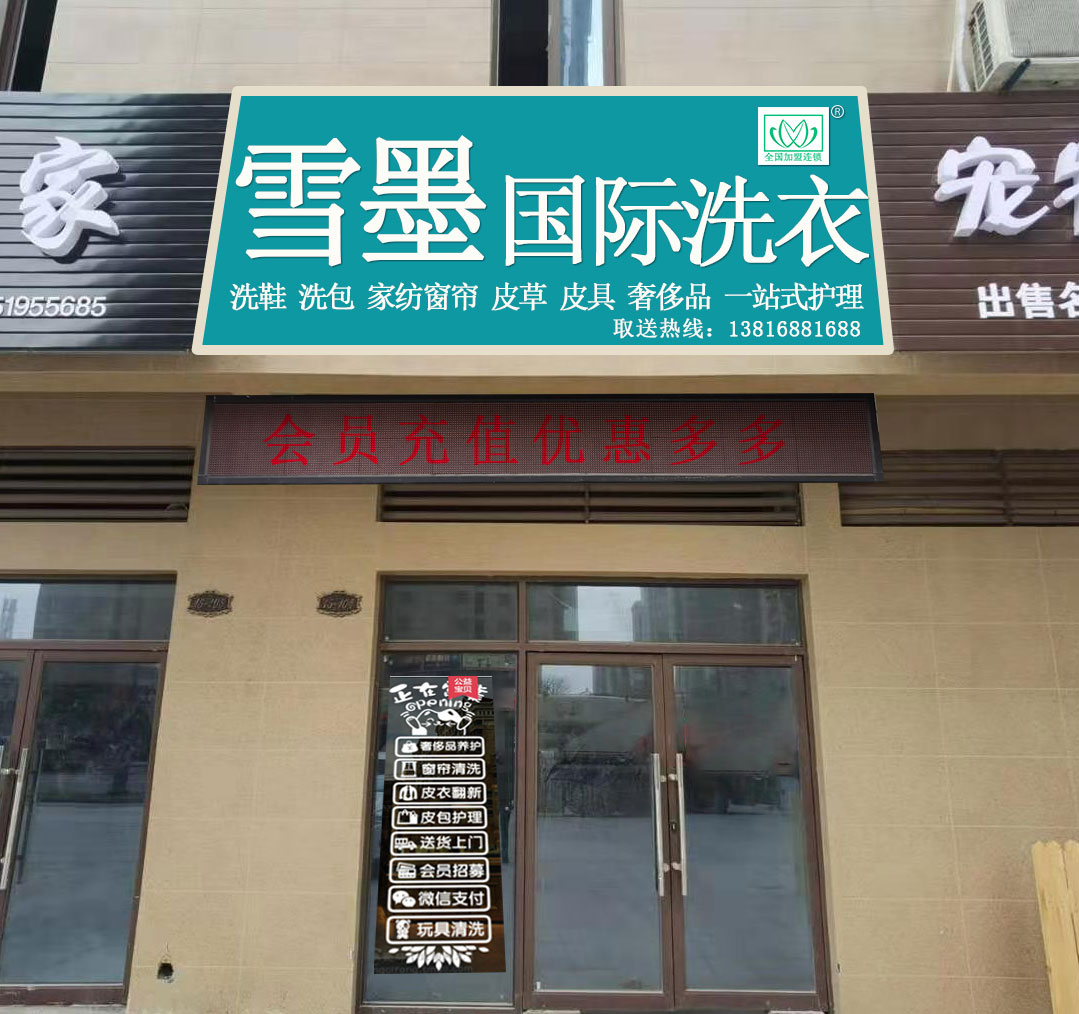 全国加盟连锁
®
家
雪墨国际洗衣
宠
51955685
洗鞋 洗包 家纺窗帘 皮草 皮具 奢侈品 一站式护理
出售名
取送热线：13816881688
会员充值优惠多多
公益
宝贝
正在
opening
奢侈品养护
窗帘清洗
皮衣翻新
皮包护理
送货上门
会员招募
微信支付
玩具清洗